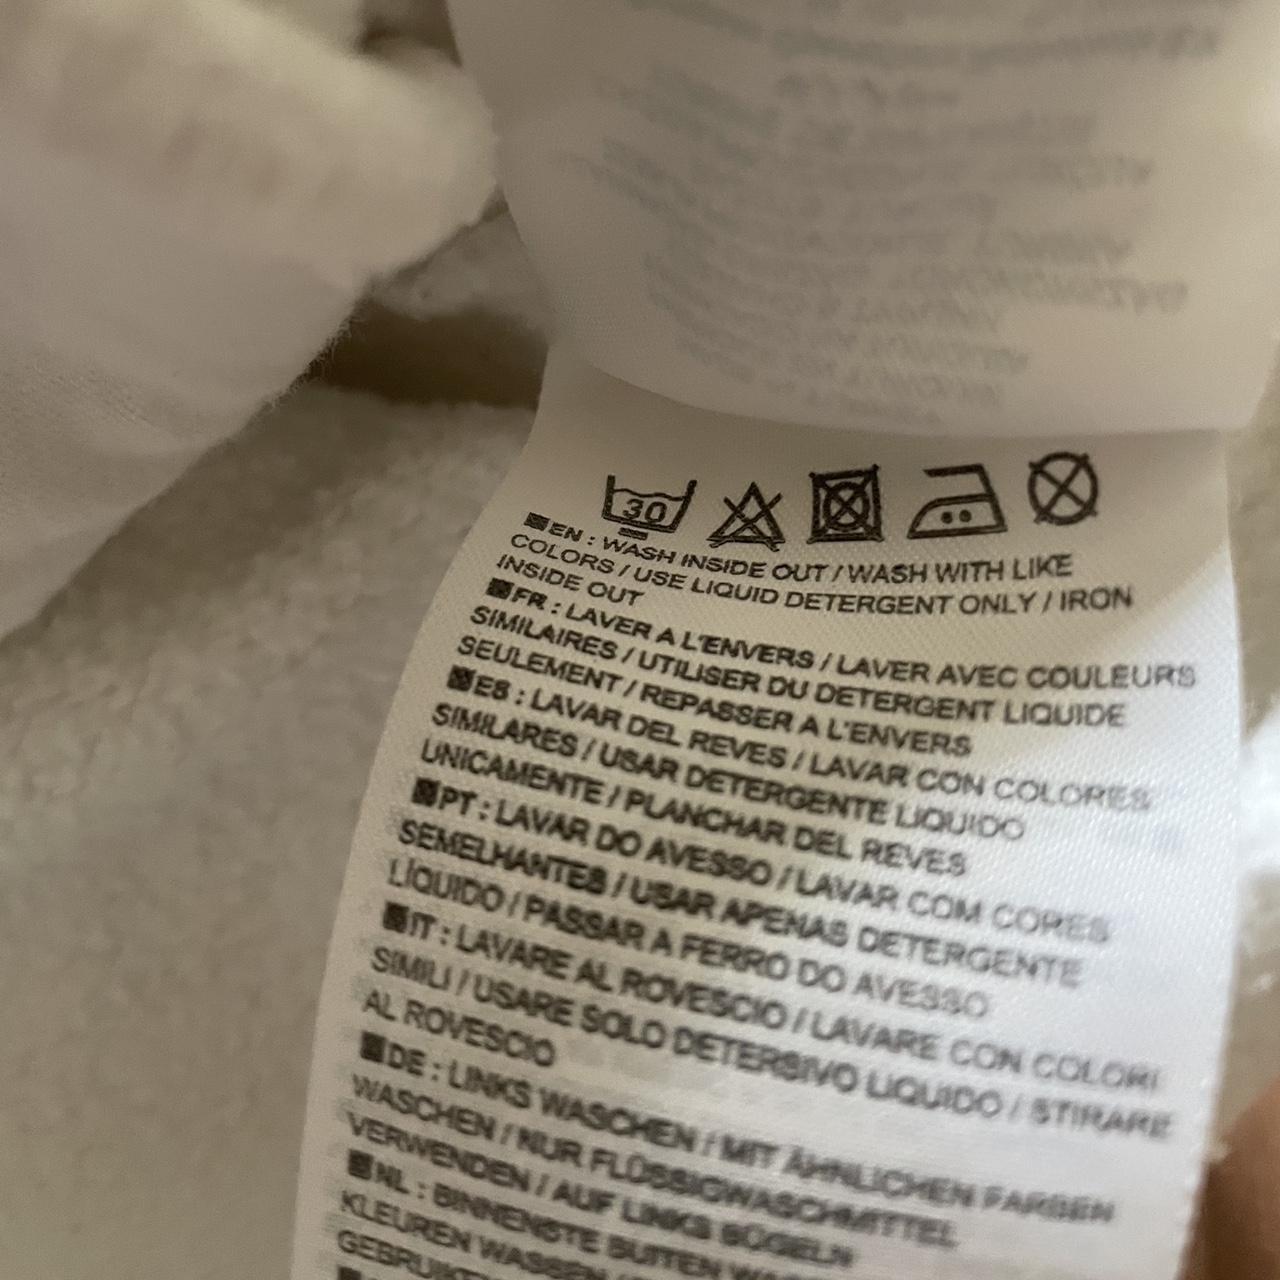 30
EN : WASH INSIDE OUT / WASH WITH LIKE
COLORS / USE LIQUID DETERGENT ONLY / IRON
INSIDE OUT
FR : LAVER A L'ENVERS / LAVER AVEC COULEURS
SIMILAIRES / UTILISER DU DETERGENT LIQUIDE
SEULEMENT / REPASSER A L'ENVERS
ES : LAVAR DEL REVES / LAVAR CON COLORES
SIMILARES / USAR DETERGENTE LIQUIDO
UNICAMENTE / PLANCHAR DEL REVES
PT : LAVAR DO AVESSO / LAVAR COM CORES
SEMELHANTES / USAR APENAS DETERGENTE
LÍQUIDO / PASSAR A FERRO DO AVESSO
IT : LAVARE AL ROVESCIO / LAVARE CON COLORI
SIMILI / USARE SOLO DETERSIVO LIQUIDO / STIRARE
AL ROVESCIO
DE : LINKS WASCHEN / MIT ÄHNLICHEN FARBEN
WASCHEN / NUR FLÜSSIGWASCHMITTEL
VERWENDEN / AUF LINKS BÜGELN
NL : BINNENSTE BUITEN
KLEUREN WASSEN /